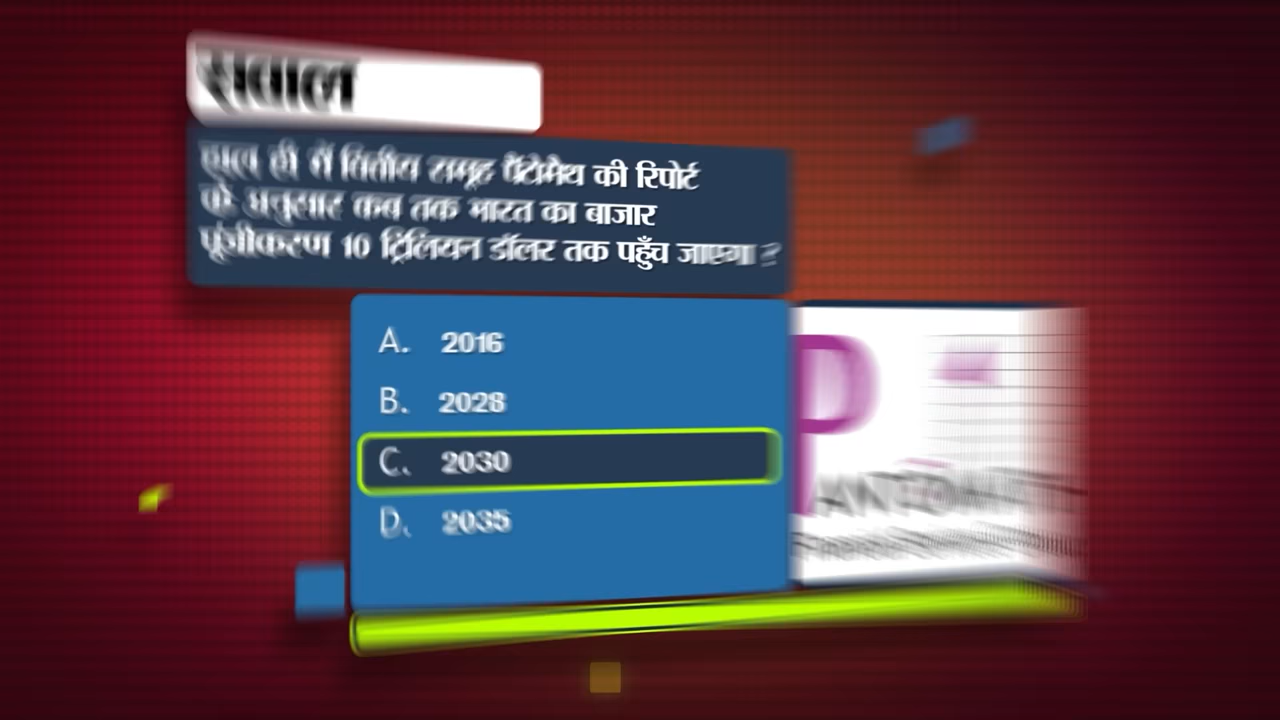 सवाल
हाल ही में वित्तीय समूह पैंटोमैथ की रिपोर्ट
के अनुसार कब तक भारत का बाजार
पूंजीकरण 10 ट्रिलियन डॉलर तक पहुँच जाएगा ?
A. 2016
B. 2028
C. 2030
D. 2035